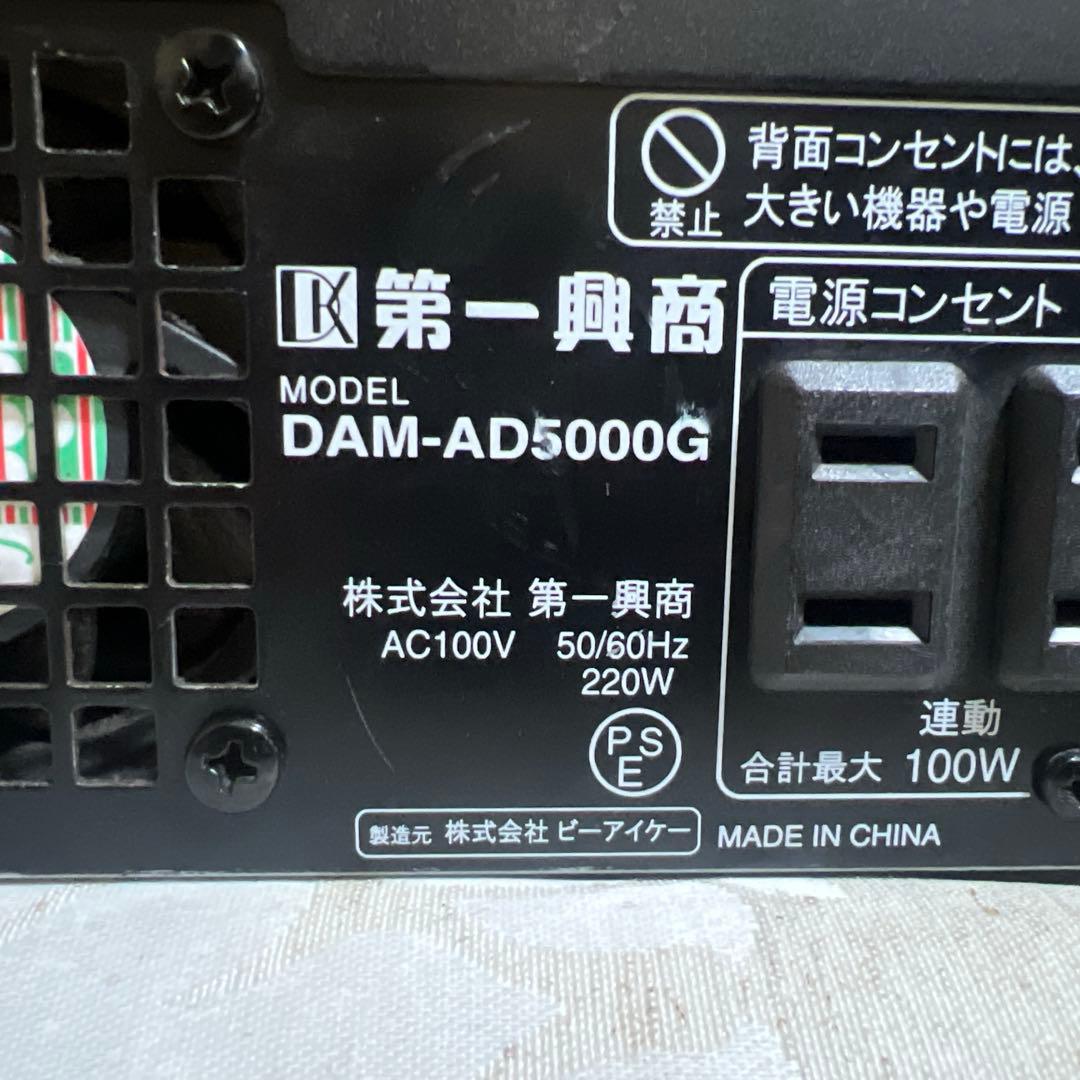 背面コンセントには、
大きい機器や電源
禁止
DK 第一興商
MODEL
DAM-AD5000G
電源コンセント
株式会社 第一興商
AC100V 50/60Hz
220W
PSE
連動
合計最大 100W
製造元 株式会社 ビーアイケー
MADE IN CHINA